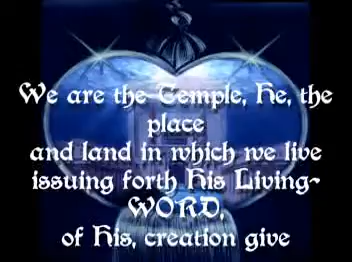 We are the Temple, He, the
place
and land in which we live
issuing forth His Living-
WORD,
of His, creation give